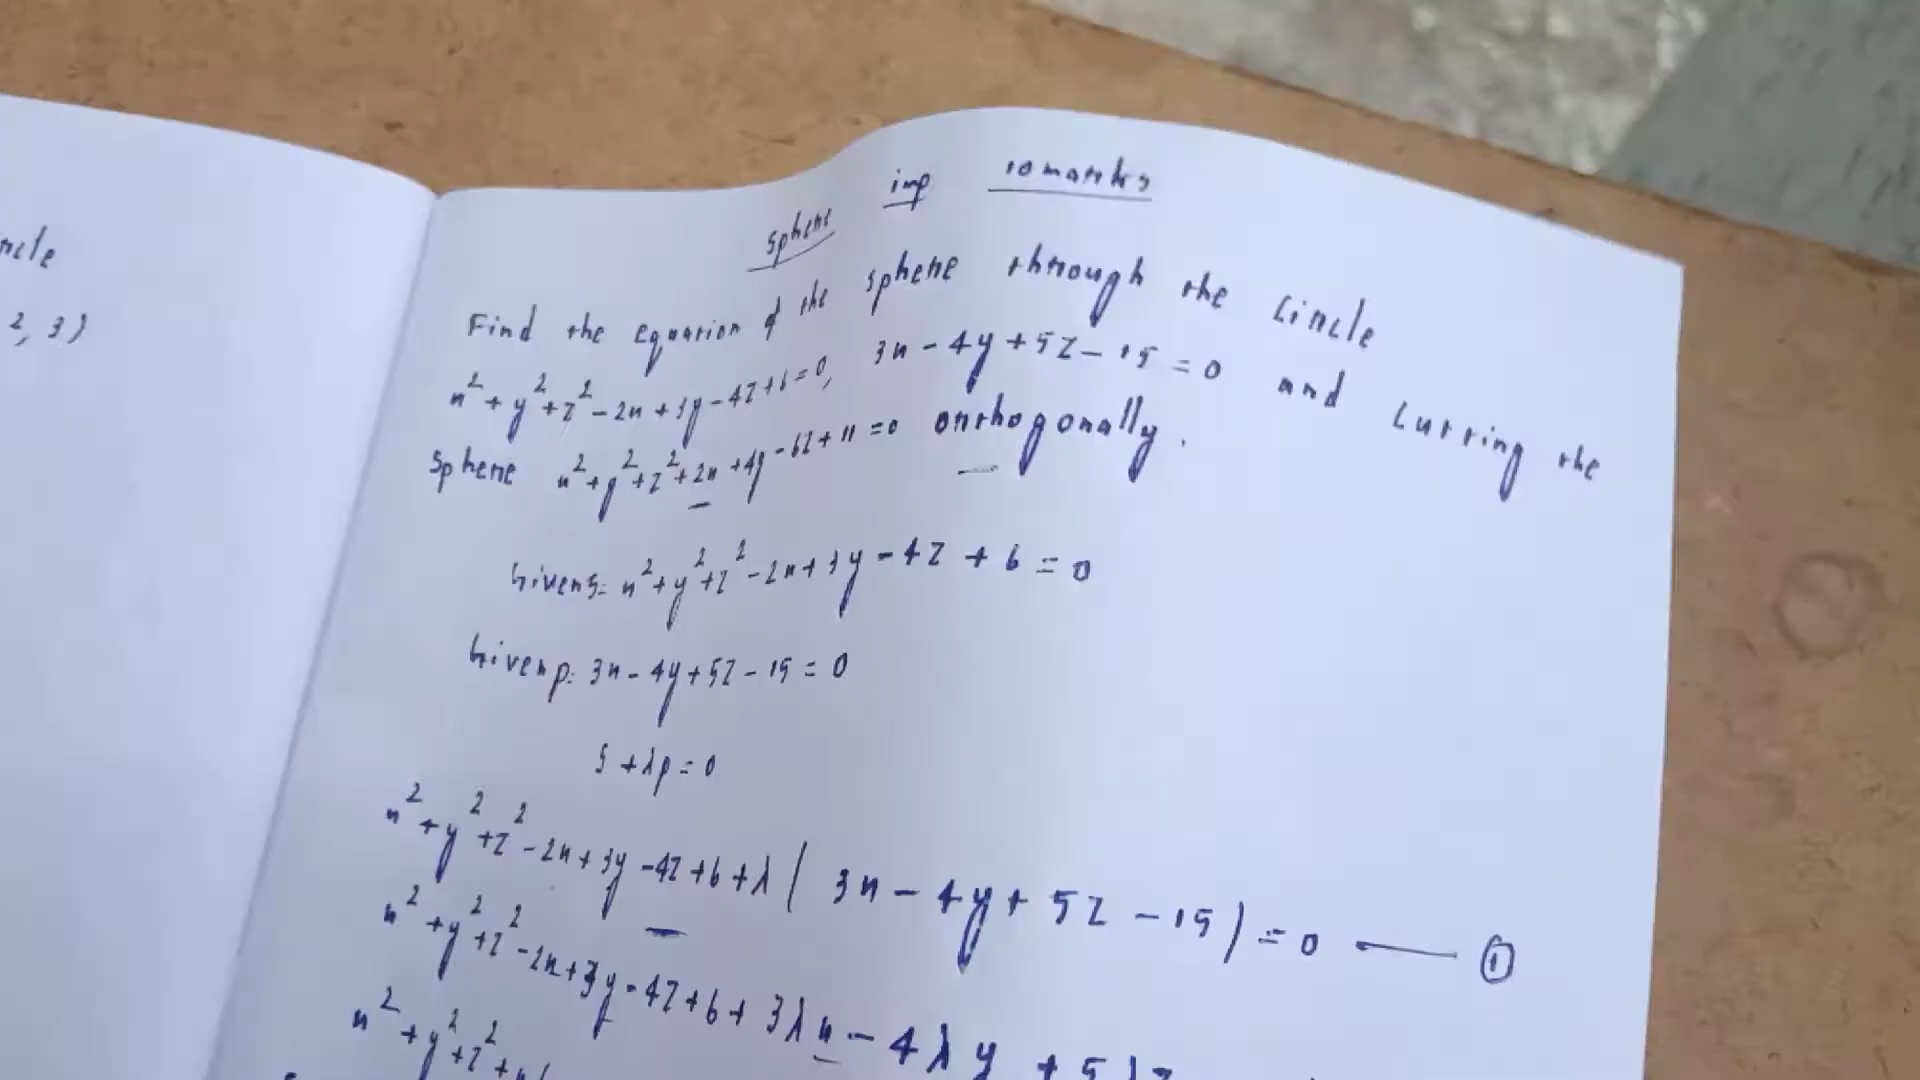 ncle
2, 3)
sphere imp 10 marks
Find the equation of the sphere through the circle
x² + y² + z² - 2x + 3y - 4z + 6 = 0, 3x - 4y + 5z - 15 = 0 and cutting the
sphere x² + y² + z² + 2x + 4y - 6z + 11 = 0 orthogonally.
Given S: x² + y² + z² - 2x + 3y - 4z + 6 = 0
Given p: 3x - 4y + 5z - 15 = 0
S + λp = 0
x² + y² + z² - 2x + 3y - 4z + 6 + λ ( 3x - 4y + 5z - 15 ) = 0 — ①
x² + y² + z² - 2x + 3y - 4z + 6 + 3λx - 4λy + 5λz
x² + y² + z² +